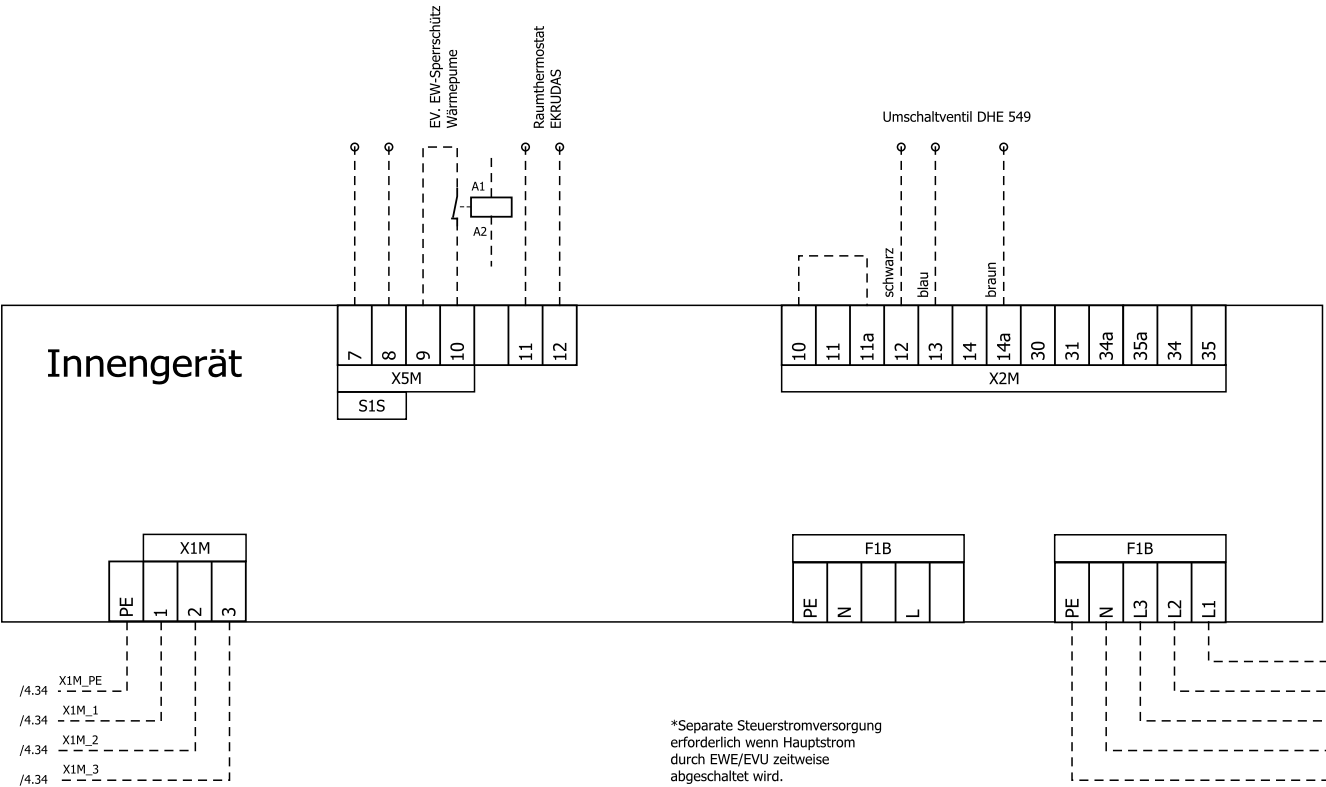 EV. EW-Sperrschütz
Wärmepume
Raumthermostat
EKRUDAS
Umschaltventil DHE 549
A1
A2
schwarz
blau
braun
Innengerät
7
8
9
10
11
12
X5M
S1S
10
11
11a
12
13
14
14a
30
31
34a
35a
34
35
X2M
X1M
PE
1
2
3
F1B
PE
N
L
F1B
PE
N
L3
L2
L1
/4.34 X1M_PE
/4.34 X1M_1
/4.34 X1M_2
/4.34 X1M_3
*Separate Steuerstromversorgung
erforderlich wenn Hauptstrom
durch EWE/EVU zeitweise
abgeschaltet wird.